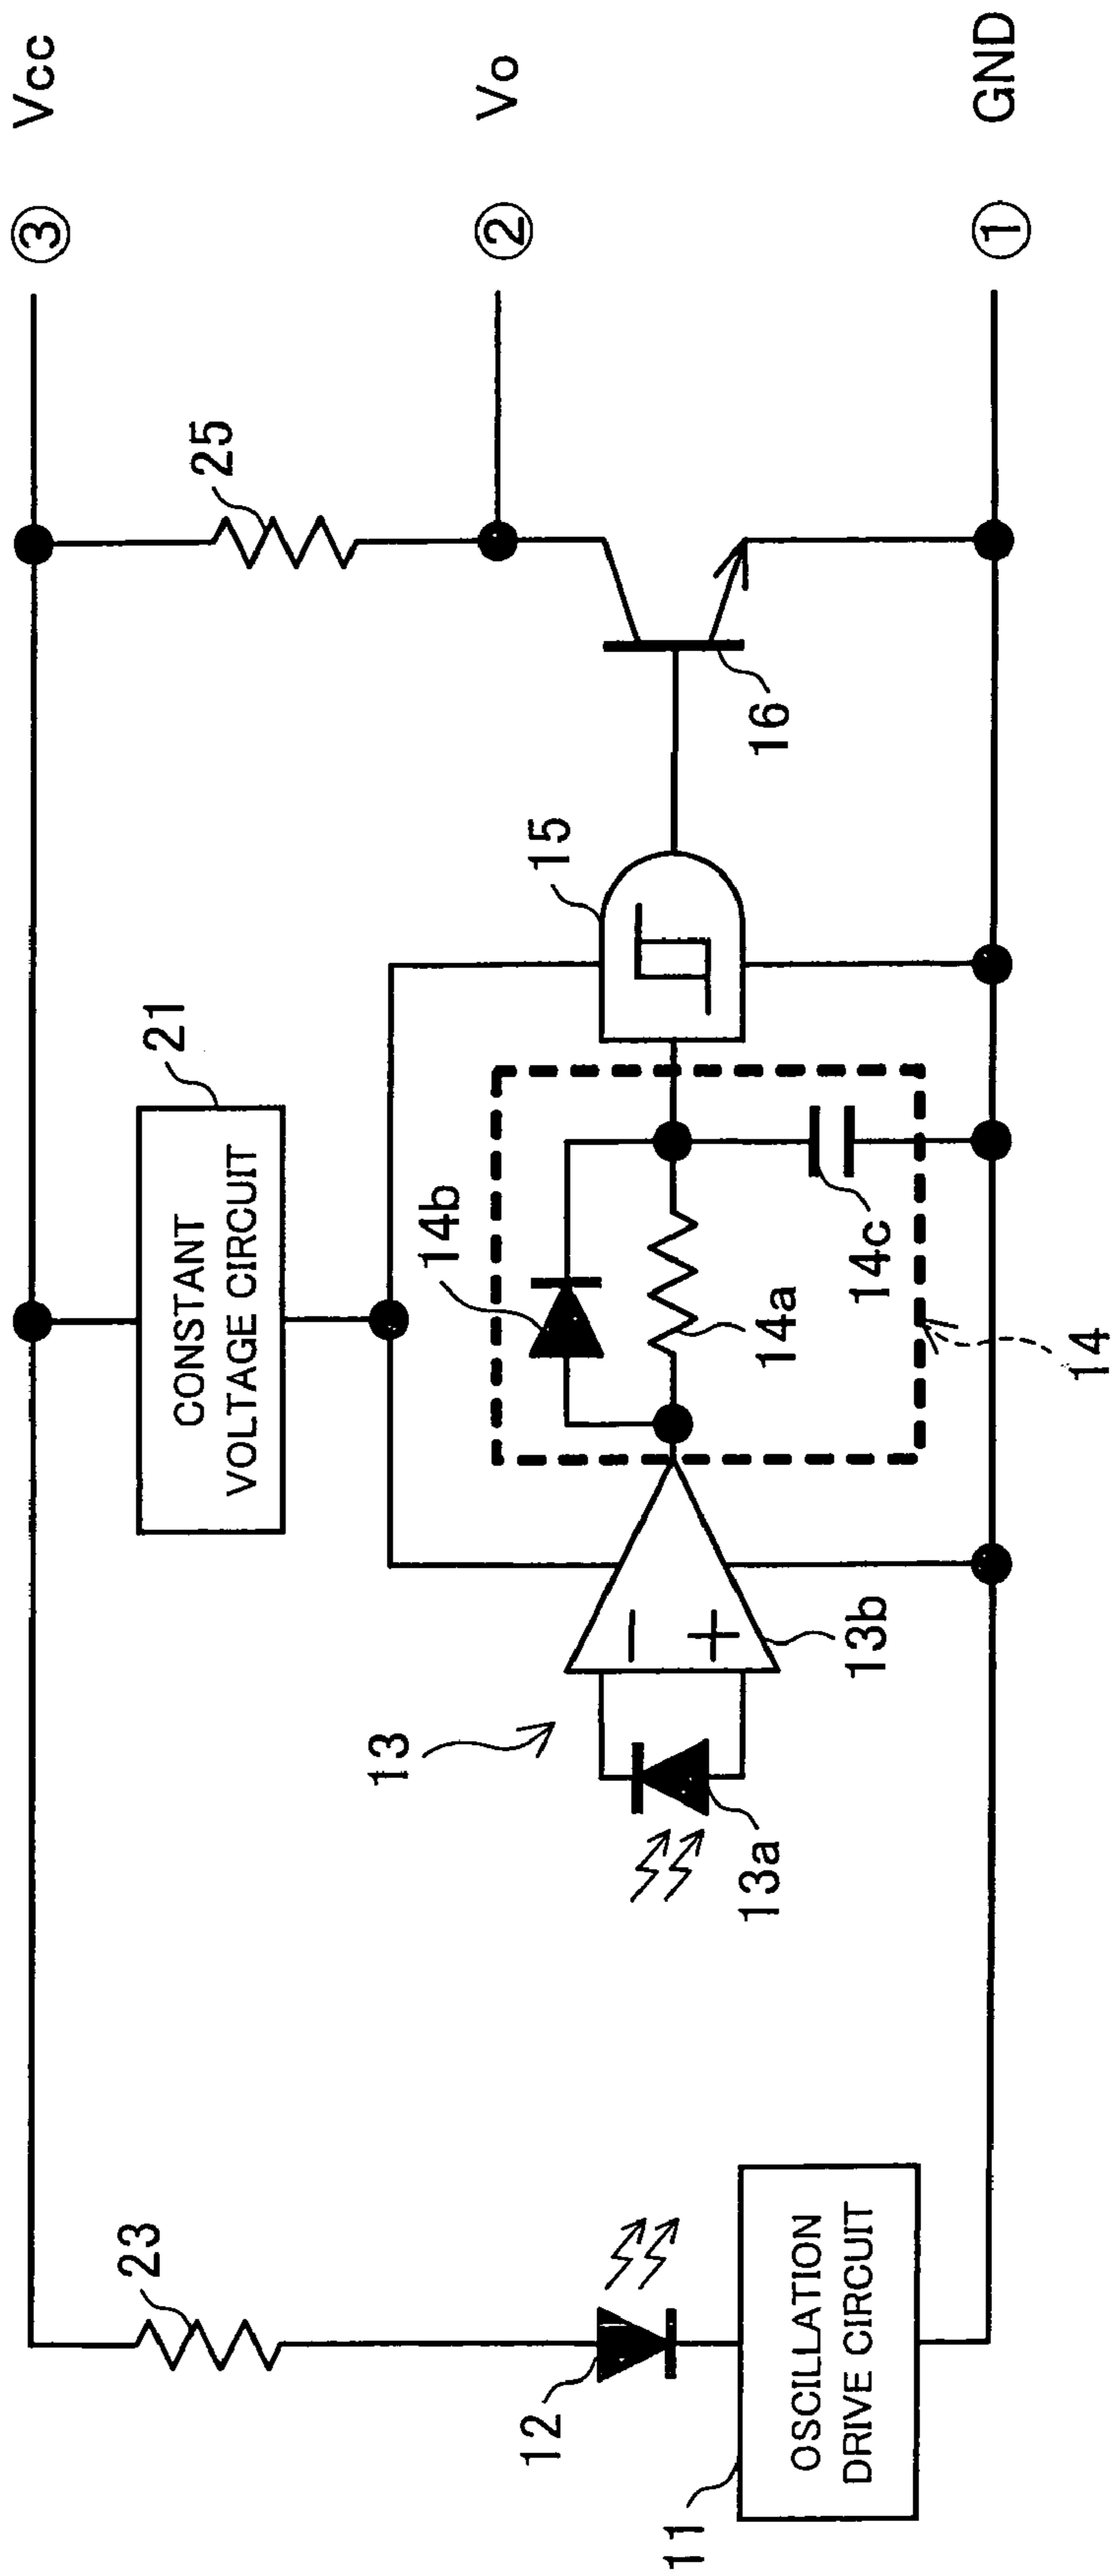 ③ Vcc
23
CONSTANT
VOLTAGE CIRCUIT
21
25
② Vo
12
13
13a
−
+
13b
14b
14a
14c
14
15
16
11
OSCILLATION
DRIVE CIRCUIT
① GND